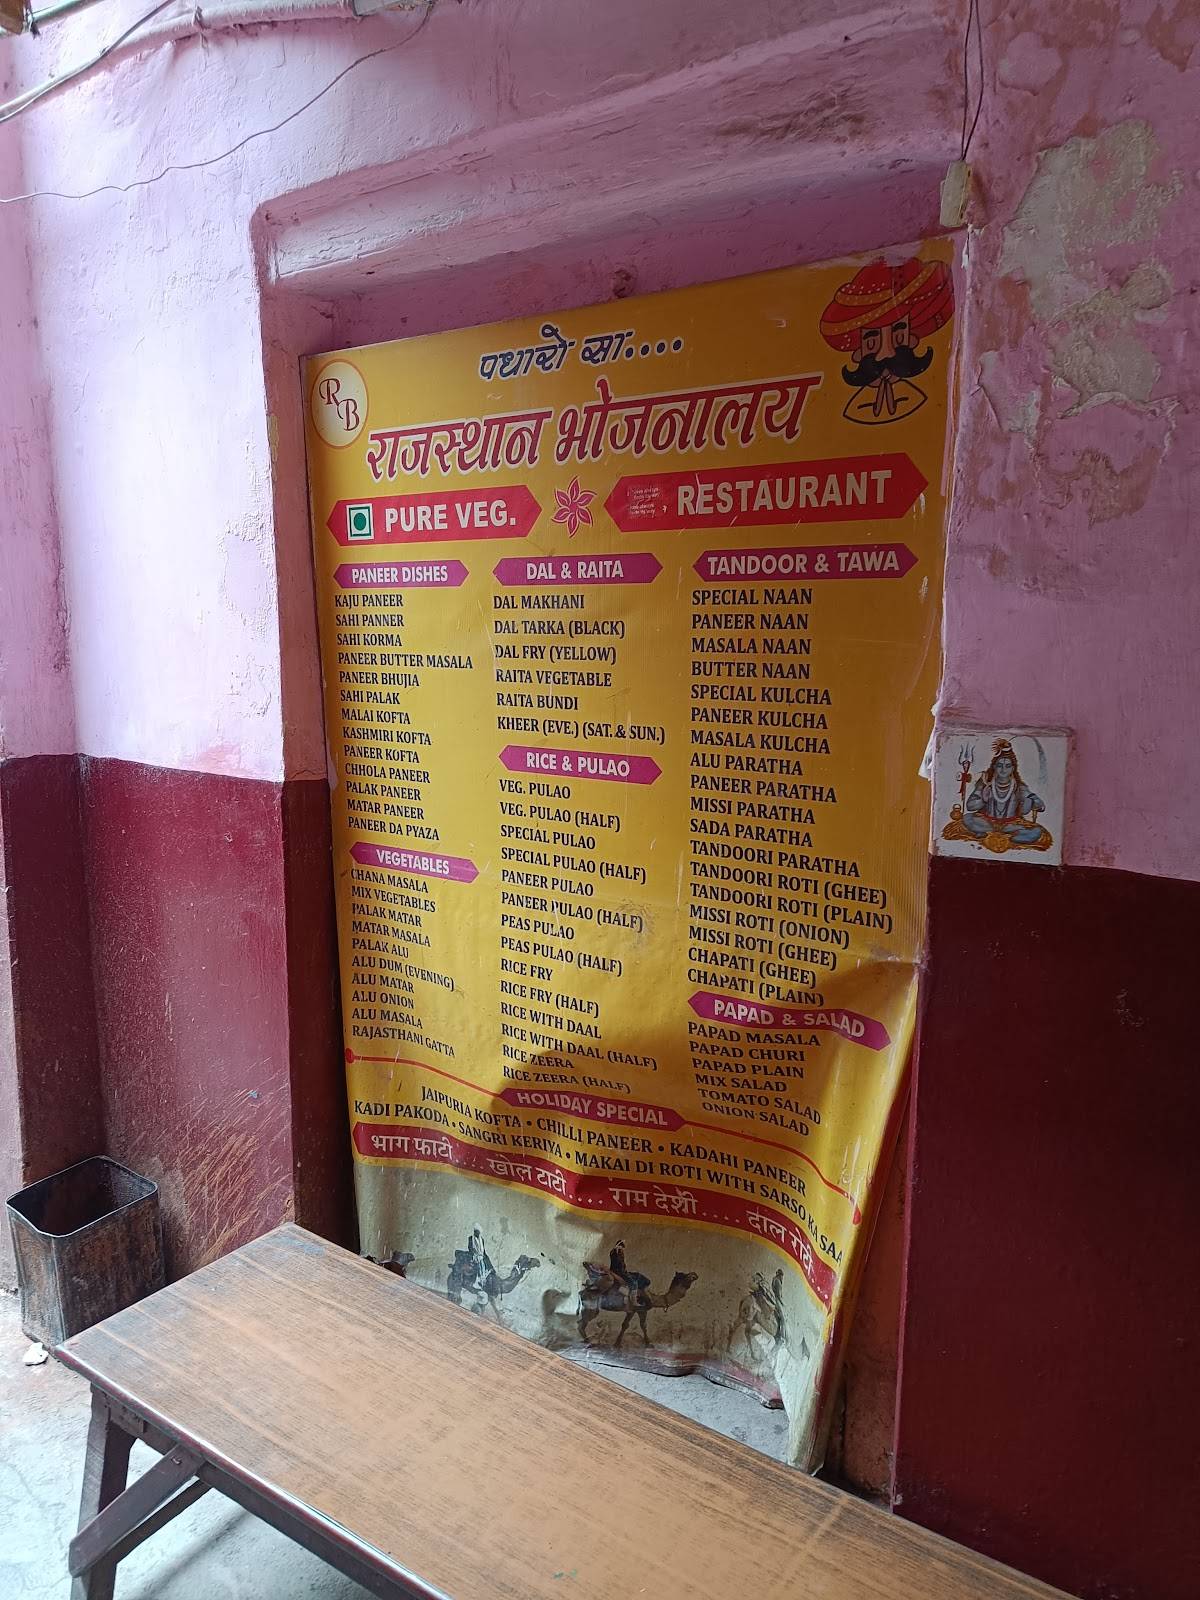 पधारो सा....
RB
राजस्थान भोजनालय
PURE VEG.
RESTAURANT
PANEER DISHES
KAJU PANEER
SAHI PANNER
SAHI KORMA
PANEER BUTTER MASALA
PANEER BHUJIA
SAHI PALAK
MALAI KOFTA
KASHMIRI KOFTA
PANEER KOFTA
CHHOLA PANEER
PALAK PANEER
MATAR PANEER
PANEER DA PYAZA
VEGETABLES
CHANA MASALA
MIX VEGETABLES
PALAK MATAR
MATAR MASALA
PALAK ALU
ALU DUM (EVENING)
ALU MATAR
ALU ONION
ALU MASALA
RAJASTHANI GATTA
DAL & RAITA
DAL MAKHANI
DAL TARKA (BLACK)
DAL FRY (YELLOW)
RAITA VEGETABLE
RAITA BUNDI
KHEER (EVE.) (SAT. & SUN.)
RICE & PULAO
VEG. PULAO
VEG. PULAO (HALF)
SPECIAL PULAO
SPECIAL PULAO (HALF)
PANEER PULAO
PANEER PULAO (HALF)
PEAS PULAO
PEAS PULAO (HALF)
RICE FRY
RICE FRY (HALF)
RICE WITH DAAL
RICE WITH DAAL (HALF)
RICE ZEERA
RICE ZEERA (HALF)
TANDOOR & TAWA
SPECIAL NAAN
PANEER NAAN
MASALA NAAN
BUTTER NAAN
SPECIAL KULCHA
PANEER KULCHA
MASALA KULCHA
ALU PARATHA
PANEER PARATHA
MISSI PARATHA
SADA PARATHA
TANDOORI PARATHA
TANDOORI ROTI (GHEE)
TANDOORI ROTI (PLAIN)
MISSI ROTI (ONION)
MISSI ROTI (GHEE)
CHAPATI (GHEE)
CHAPATI (PLAIN)
PAPAD & SALAD
PAPAD MASALA
PAPAD CHURI
PAPAD PLAIN
MIX SALAD
TOMATO SALAD
ONION SALAD
HOLIDAY SPECIAL
JAIPURIA KOFTA • CHILLI PANEER • KADAHI PANEER
KADI PAKODA • SANGRI KERIYA • MAKAI DI ROTI WITH SARSO KA SAA
भाग फाटी.... खोल टाटी.... राम देशी.... दाल रोटी...